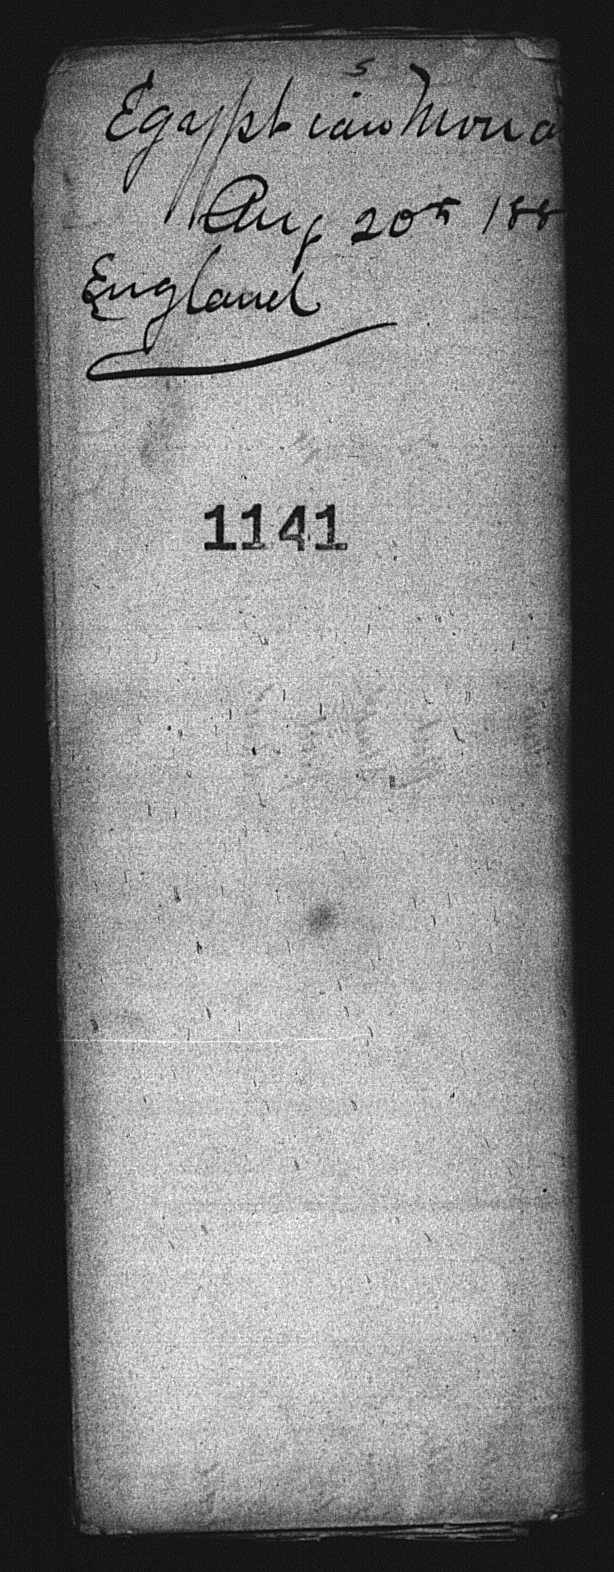 Egyptian Mona
Aug 20th 188
England
1141